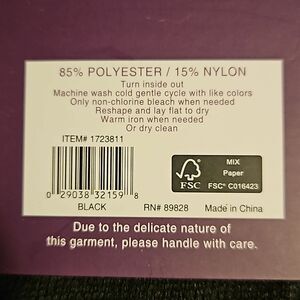 85% POLYESTER / 15% NYLON
Turn inside out
Machine wash cold gentle cycle with like colors
Only non-chlorine bleach when needed
Reshape and lay flat to dry
Warm iron when needed
Or dry clean
ITEM# 1723811
FSC
MIX
Paper
FSC® C016423
0 29038 32159 8
BLACK RN# 89828 Made in China
Due to the delicate nature of
this garment, please handle with care.